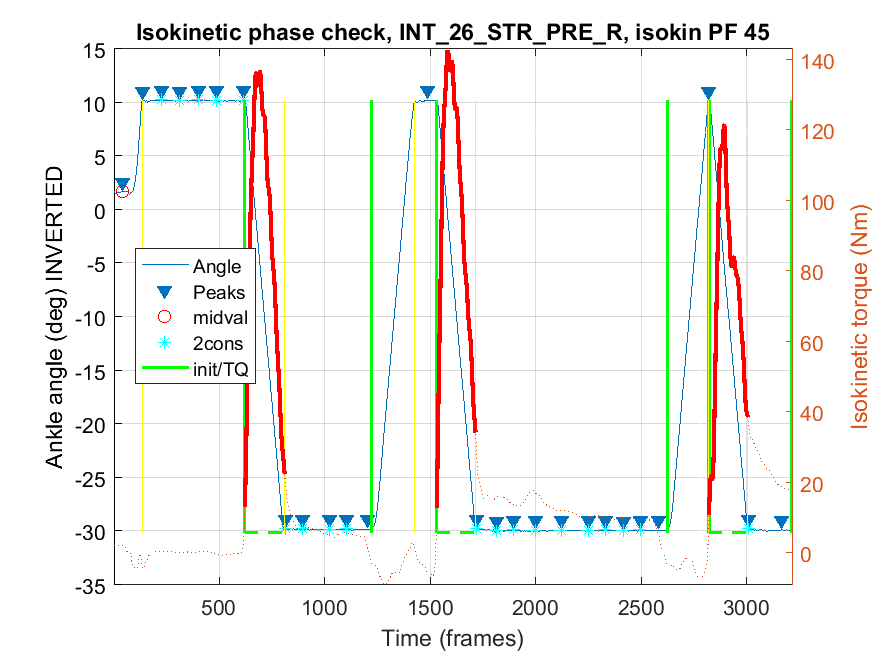 Isokinetic phase check, INT_26_STR_PRE_R, isokin PF 45
Ankle angle (deg) INVERTED
15
10
5
0
-5
-10
-15
-20
-25
-30
-35
Angle
Peaks
midval
2cons
init/TQ
140
120
100
80
60
40
20
0
Isokinetic torque (Nm)
500
1000
1500
2000
2500
3000
Time (frames)